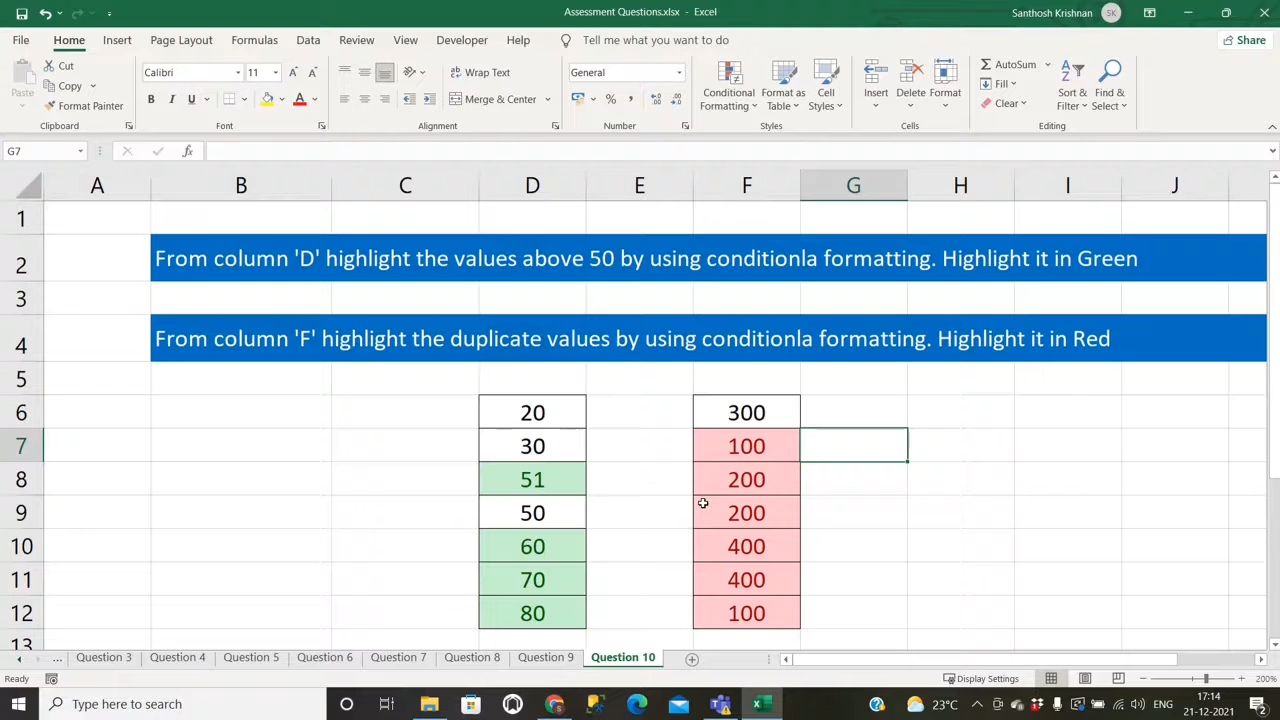 Assessment Questions.xlsx - Excel
Santhosh Krishnan SK
File Home Insert Page Layout Formulas Data Review View Developer Help Tell me what you want to do Share
Paste Cut Copy Format Painter
Clipboard
Calibri 11
B I U A
Font
Wrap Text
Merge & Center
Alignment
General
%
Number
Conditional Formatting
Format as Table
Cell Styles
Styles
Insert Delete Format
Cells
AutoSum
Fill
Clear
Sort & Filter
Find & Select
Editing
G7 fx
A B C D E F G H I J
1
2 From column 'D' highlight the values above 50 by using conditionla formatting. Highlight it in Green
3
4 From column 'F' highlight the duplicate values by using conditionla formatting. Highlight it in Red
5
6 20 300
7 30 100
8 51 200
9 50 200
10 60 400
11 70 400
12 80 100
13
... Question 3 Question 4 Question 5 Question 6 Question 7 Question 8 Question 9 Question 10
Ready Display Settings 200%
Type here to search 23°C 17:14
21-12-2021